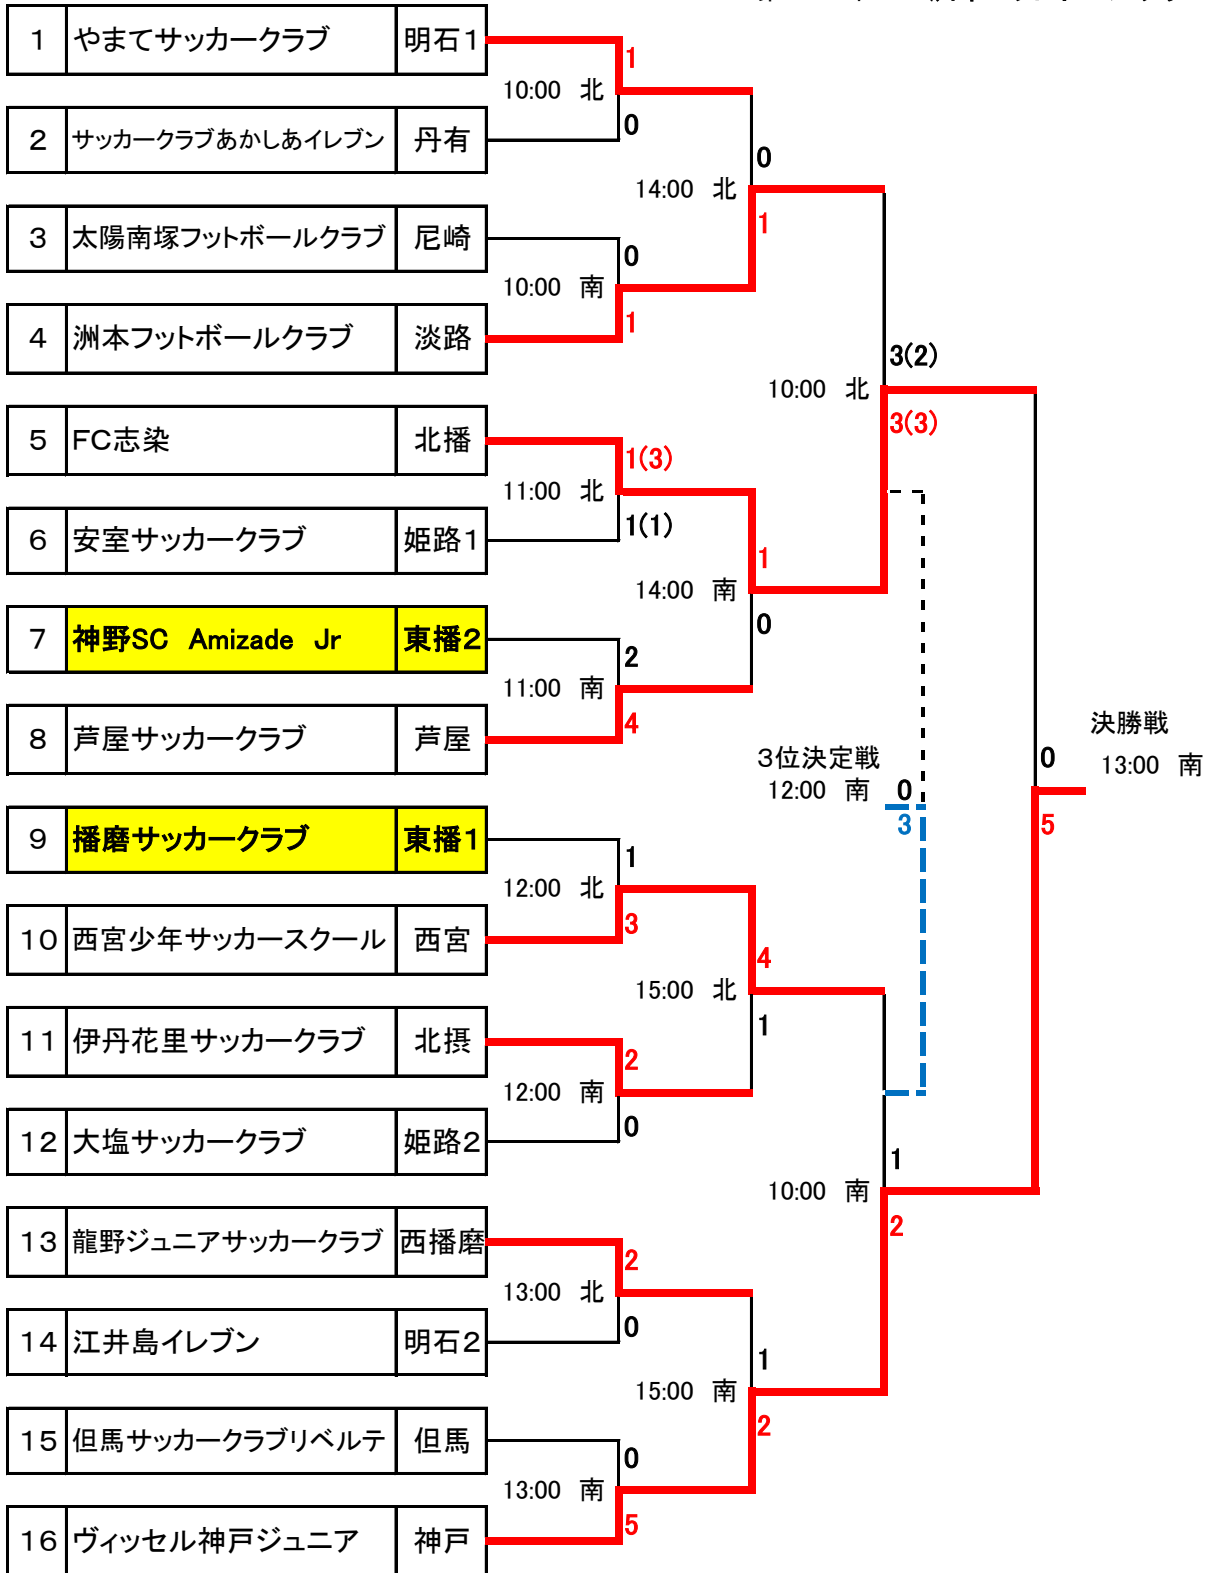 1 やまてサッカークラブ 明石1
2 サッカークラブあかしあイレブン 丹有
3 太陽南塚フットボールクラブ 尼崎
4 洲本フットボールクラブ 淡路
5 FC志染 北播
6 安室サッカークラブ 姫路1
7 神野SC Amizade Jr 東播2
8 芦屋サッカークラブ 芦屋
9 播磨サッカークラブ 東播1
10 西宮少年サッカースクール 西宮
11 伊丹花里サッカークラブ 北摂
12 大塩サッカークラブ 姫路2
13 龍野ジュニアサッカークラブ 西播磨
14 江井島イレブン 明石2
15 但馬サッカークラブリベルテ 但馬
16 ヴィッセル神戸ジュニア 神戸
1
10:00 北
0
0
10:00 南
1
1(3)
11:00 北
1(1)
2
11:00 南
4
1
12:00 北
3
2
12:00 南
0
2
13:00 北
0
0
13:00 南
5
0
14:00 北
1
1
14:00 南
0
4
15:00 北
1
1
15:00 南
2
3(2)
10:00 北
3(3)
1
10:00 南
2
3位決定戦
12:00 南
0
3
決勝戦
13:00 南
0
5